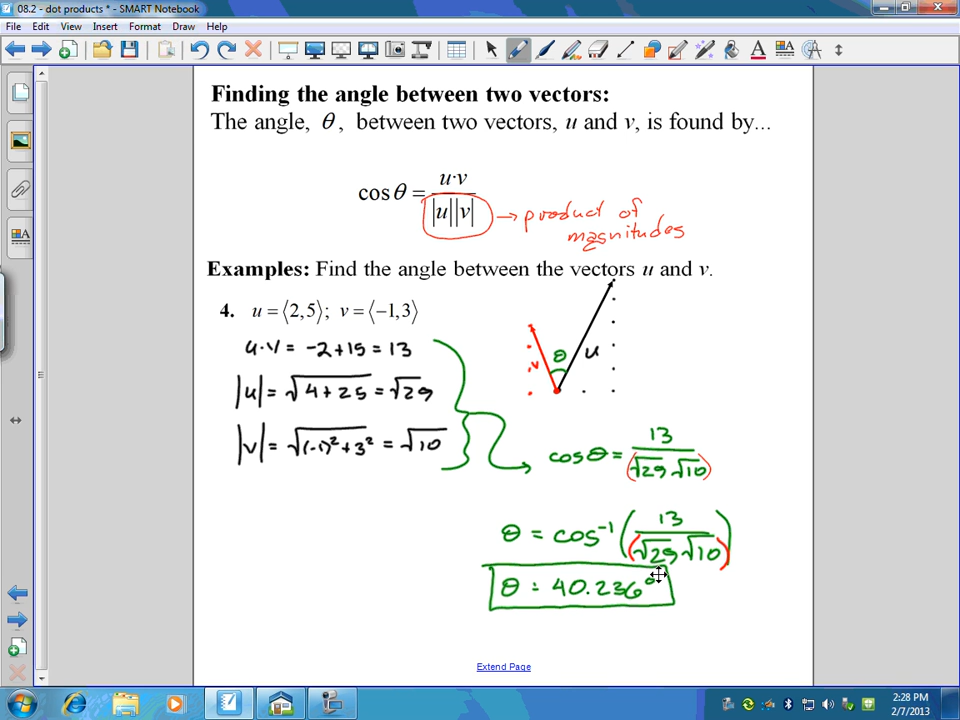 08.2 - dot products * - SMART Notebook
File Edit View Insert Format Draw Help
Finding the angle between two vectors:
The angle, θ, between two vectors, u and v, is found by...
cosθ = u·v / |u||v|
→ product of
magnitudes
Examples: Find the angle between the vectors u and v.
4. u = ⟨2,5⟩; v = ⟨−1,3⟩
u·v = -2+15 = 13
|u| = √4+25 = √29
|v| = √(-1)²+3² = √10
θ
u
v
cosθ = 13 / (√29 √10)
θ = cos⁻¹ (13 / (√29 √10))
θ = 40.236°
Extend Page
2:28 PM
2/7/2013